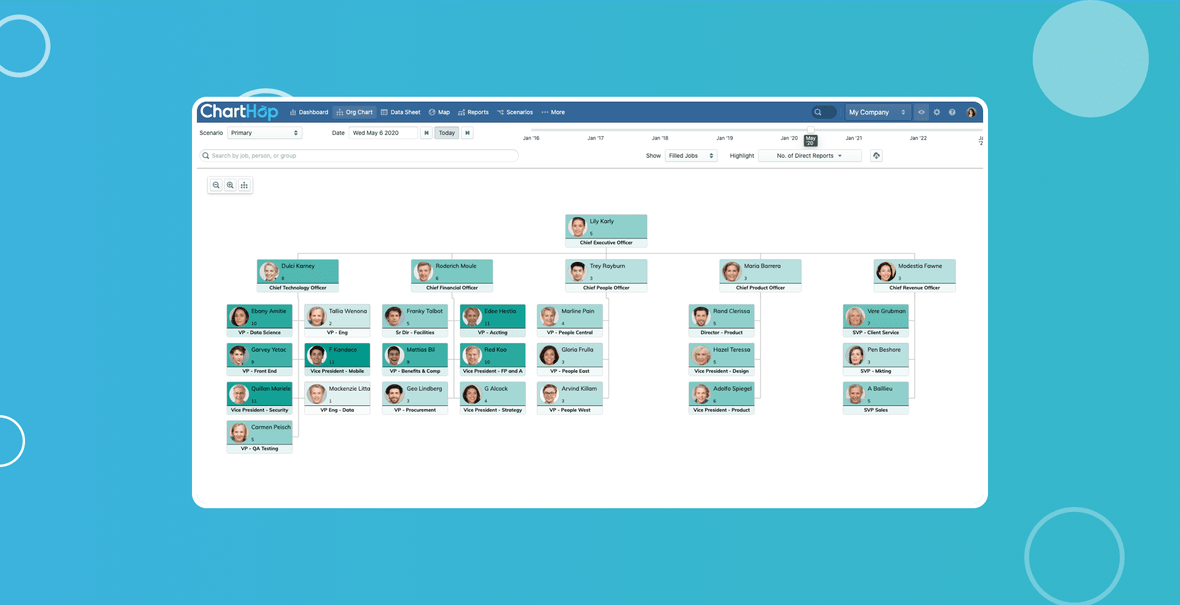 ChartHop Dashboard Org Chart Data Sheet Map Reports Scenarios More My Company
Scenario Primary Date Wed May 6 2020 Today
Jan '16 Jan '17 Jan '18 Jan '19 Jan '20 May '20 Jan '21 Jan '22
Search by job, person, or group Show Filled Jobs Highlight No. of Direct Reports
Lily Karly
5
Chief Executive Officer
Dulci Karney
Chief Technology Officer
Roderich Moule
6
Chief Financial Officer
Trey Rayburn
3
Chief People Officer
Maria Barrera
3
Chief Product Officer
Modestia Fawne
3
Chief Revenue Officer
Ebony Amitie
10
VP - Data Science
Tallia Wenona
2
VP - Eng
Franky Talbot
5
Sr Dir - Facilities
Edee Hestia
11
VP - Accting
Marline Pain
4
VP - People Central
Rand Clerissa
5
Director - Product
Vere Grubman
7
SVP - Client Service
Garvey Yetac
VP - Front End
F Kandace
12
Vice President - Mobile
Mattias Bil
9
VP - Benefits & Comp
Red Koo
10
Vice President - FP and A
Gloria Fruila
3
VP - People East
Hazel Teressa
5
Vice President - Design
Pen Beshore
3
SVP - Mkting
Quillan Mariele
11
Vice President - Security
Mackenzie Litta
1
VP Eng - Data
Geo Lindberg
3
VP - Procurement
G Alcock
4
Vice President - Strategy
Arvind Killam
3
VP - People West
Adolfo Spiegel
6
Vice President - Product
A Baillieu
5
SVP Sales
Carmen Peisch
5
VP - QA Testing